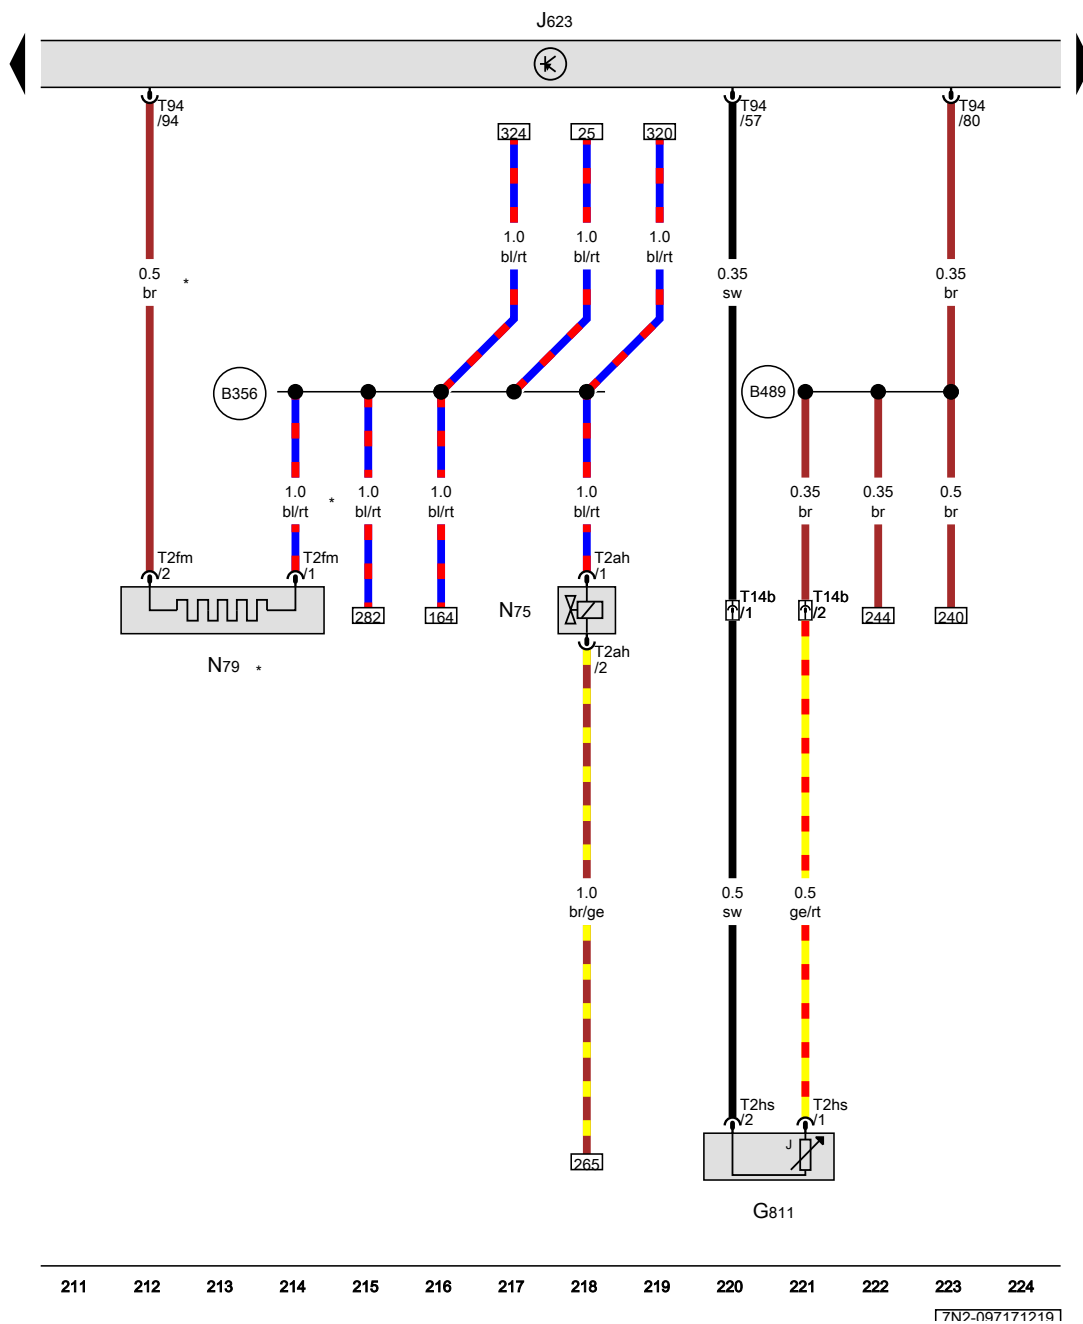 J623
T94
/94
T94
/57
T94
/80
324
25
320
1.0
bl/rt
1.0
bl/rt
1.0
bl/rt
0.5
br
*
0.35
sw
0.35
br
B356
B489
1.0
bl/rt
*
1.0
bl/rt
1.0
bl/rt
1.0
bl/rt
0.35
br
0.35
br
0.5
br
T2fm
/2
T2fm
/1
T2ah
/1
282
164
N75
T14b
/1
T14b
/2
244
240
N79 *
T2ah
/2
1.0
br/ge
0.5
sw
0.5
ge/rt
T2hs
/2
T2hs
/1
J
265
G811
211 212 213 214 215 216 217 218 219 220 221 222 223 224
7N2-097171219